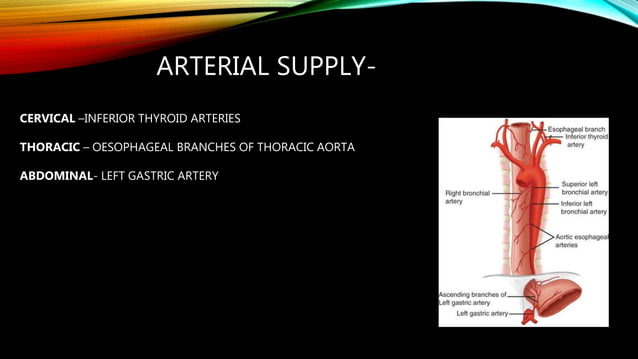 ARTERIAL SUPPLY-
CERVICAL –INFERIOR THYROID ARTERIES
THORACIC – OESOPHAGEAL BRANCHES OF THORACIC AORTA
ABDOMINAL- LEFT GASTRIC ARTERY
Esophageal branch
Inferior thyroid
artery
Superior left
bronchial artery
Right bronchial
artery
Inferior left
bronchial artery
Aortic esophageal
arteries
Ascending branches of
Left gastric artery
Left gastric artery